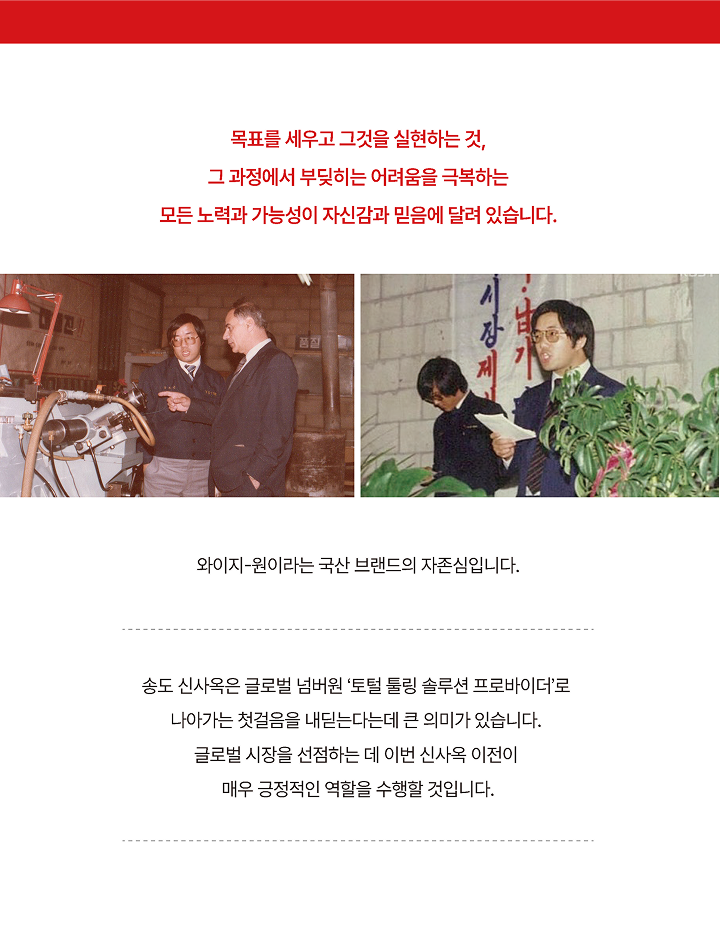 목표를 세우고 그것을 실현하는 것,
그 과정에서 부딪히는 어려움을 극복하는
모든 노력과 가능성이 자신감과 믿음에 달려 있습니다.
품질
시장제
남기
와이지-원이라는 국산 브랜드의 자존심입니다.
송도 신사옥은 글로벌 넘버원 ‘토털 툴링 솔루션 프로바이더’로
나아가는 첫걸음을 내딛는다는데 큰 의미가 있습니다.
글로벌 시장을 선점하는 데 이번 신사옥 이전이
매우 긍정적인 역할을 수행할 것입니다.